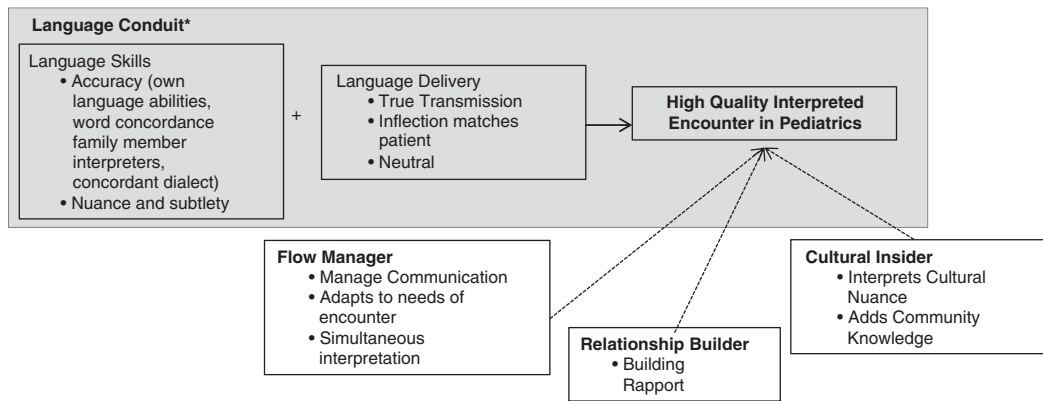 Language Conduit*
Language Skills
• Accuracy (own
language abilities,
word concordance
family member
interpreters,
concordant dialect)
• Nuance and subtlety
+
Language Delivery
• True Transmission
• Inflection matches
patient
• Neutral
High Quality Interpreted
Encounter in Pediatrics
Flow Manager
• Manage Communication
• Adapts to needs of
encounter
• Simultaneous
interpretation
Relationship Builder
• Building
Rapport
Cultural Insider
• Interprets Cultural
Nuance
• Adds Community
Knowledge